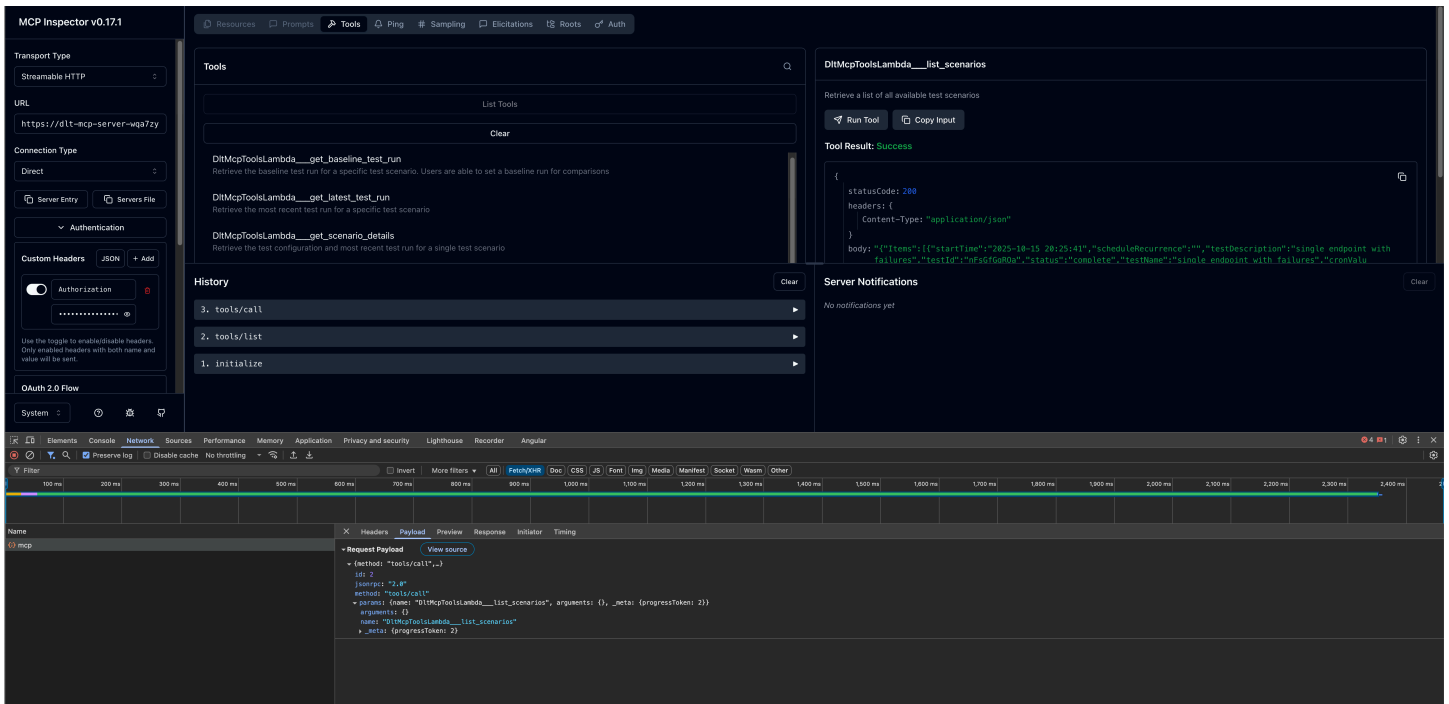 MCP Inspector v0.17.1
Resources Prompts Tools Ping Sampling Elicitations Roots Auth
Transport Type
Streamable HTTP
URL
https://dlt-mcp-server-wqa7zy
Connection Type
Direct
Server Entry Servers File
Authentication
Custom Headers JSON + Add
Authorization
Use the toggle to enable/disable headers.
Only enabled headers with both name and
value will be sent.
OAuth 2.0 Flow
System
Tools
List Tools
Clear
DltMcpToolsLambda___get_baseline_test_run
Retrieve the baseline test run for a specific test scenario. Users are able to set a baseline run for comparisons
DltMcpToolsLambda___get_latest_test_run
Retrieve the most recent test run for a specific test scenario
DltMcpToolsLambda___get_scenario_details
Retrieve the test configuration and most recent test run for a single test scenario
DltMcpToolsLambda___list_scenarios
Retrieve a list of all available test scenarios
Run Tool Copy Input
Tool Result: Success
{
statusCode: 200
headers: {
Content-Type: "application/json"
}
body: "{"Items":[{"startTime":"2025-10-15 20:25:41","scheduleRecurrence":"","testDescription":"single endpoint with
failures","testId":"nFsGfGqROa","status":"complete","testName":"single endpoint with failures","cronValu
History Clear
3. tools/call
2. tools/list
1. initialize
Server Notifications Clear
No notifications yet
Elements Console Network Sources Performance Memory Application Privacy and security Lighthouse Recorder Angular 4 1
Preserve log Disable cache No throttling
Filter Invert More filters All Fetch/XHR Doc CSS JS Font Img Media Manifest Socket Wasm Other
100 ms 200 ms 300 ms 400 ms 500 ms 600 ms 700 ms 800 ms 900 ms 1,000 ms 1,100 ms 1,200 ms 1,300 ms 1,400 ms 1,500 ms 1,600 ms 1,700 ms 1,800 ms 1,900 ms 2,000 ms 2,100 ms 2,200 ms 2,300 ms 2,400 ms 2
Name
mcp
Headers Payload Preview Response Initiator Timing
Request Payload View source
{method: "tools/call",…}
id: 2
jsonrpc: "2.0"
method: "tools/call"
params: {name: "DltMcpToolsLambda___list_scenarios", arguments: {}, _meta: {progressToken: 2}}
arguments: {}
name: "DltMcpToolsLambda___list_scenarios"
_meta: {progressToken: 2}